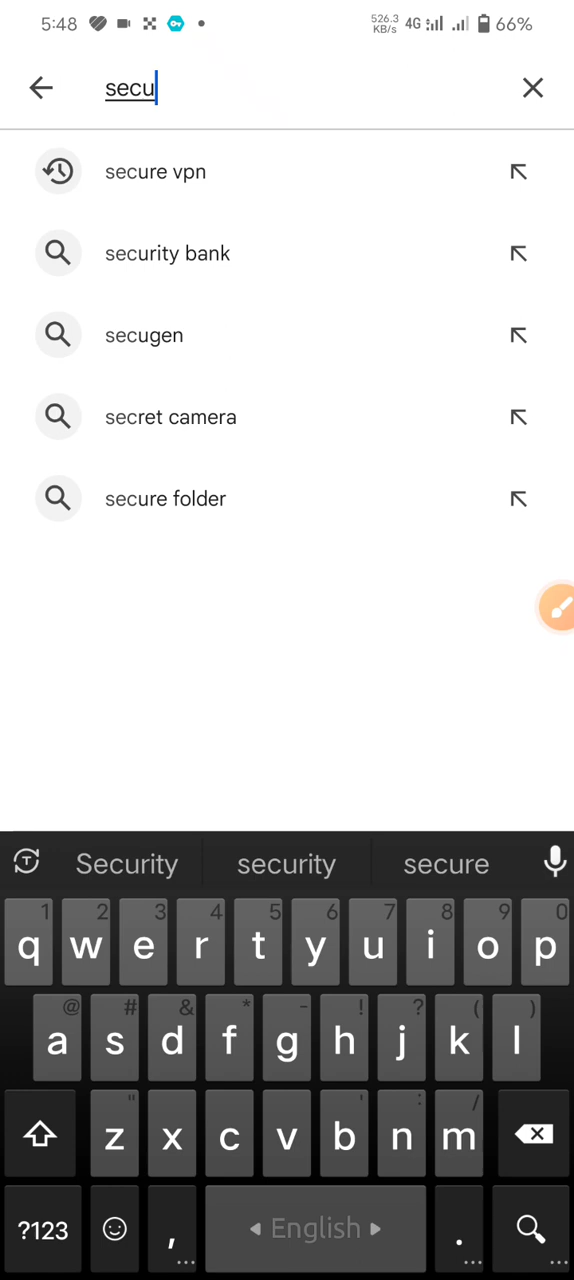 5:48 526.3 KB/s 4G 66%
secu
secure vpn
security bank
secugen
secret camera
secure folder
Security security secure
1 2 3 4 5 6 7 8 9 0
q w e r t y u i o p
@ # & * - ! ? ( )
a s d f g h j k l
" ' : /
z x c v b n m
?123 , English .